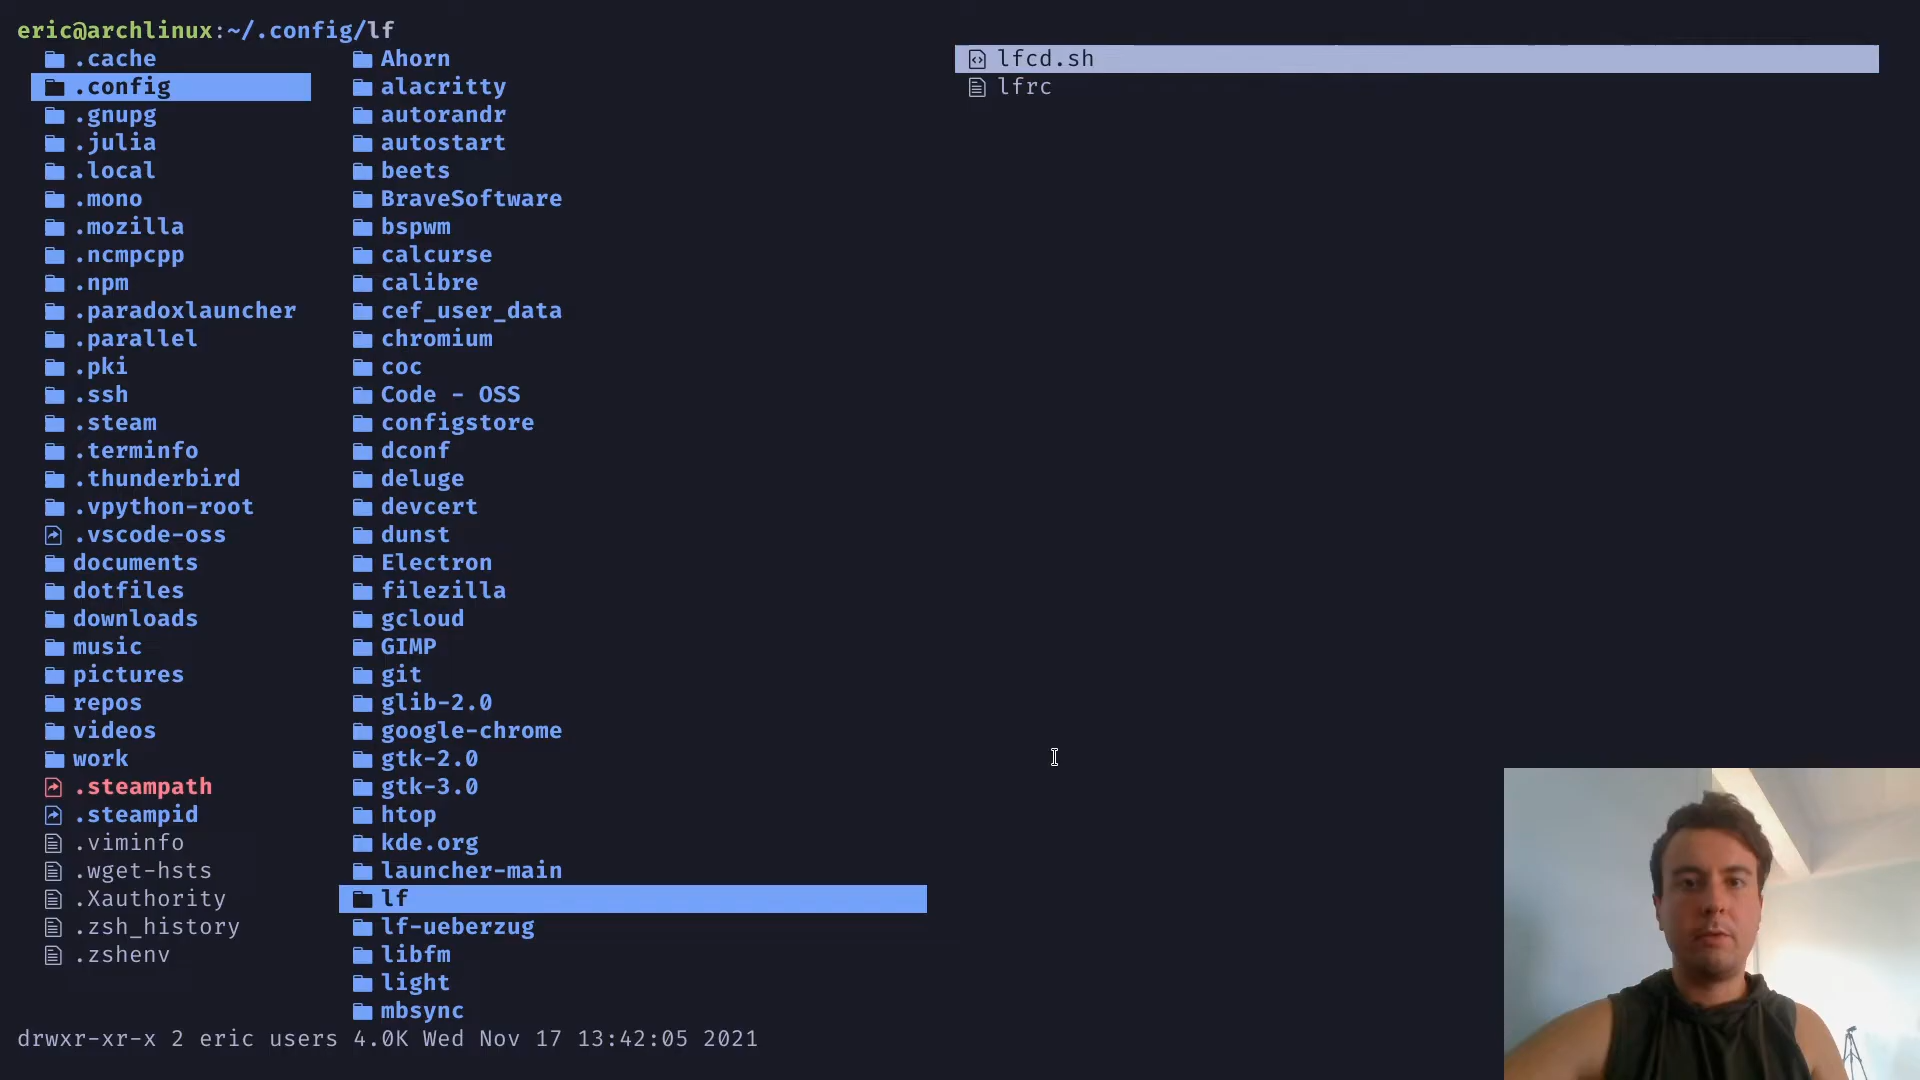 eric@archlinux:~/.config/lf
.cache
.config
.gnupg
.julia
.local
.mono
.mozilla
.ncmpcpp
.npm
.paradoxlauncher
.parallel
.pki
.ssh
.steam
.terminfo
.thunderbird
.vpython-root
.vscode-oss
documents
dotfiles
downloads
music
pictures
repos
videos
work
.steampath
.steampid
.viminfo
.wget-hsts
.Xauthority
.zsh_history
.zshenv
Ahorn
alacritty
autorandr
autostart
beets
BraveSoftware
bspwm
calcurse
calibre
cef_user_data
chromium
coc
Code - OSS
configstore
dconf
deluge
devcert
dunst
Electron
filezilla
gcloud
GIMP
git
glib-2.0
google-chrome
gtk-2.0
gtk-3.0
htop
kde.org
launcher-main
lf
lf-ueberzug
libfm
light
mbsync
lfcd.sh
lfrc
drwxr-xr-x 2 eric users 4.0K Wed Nov 17 13:42:05 2021